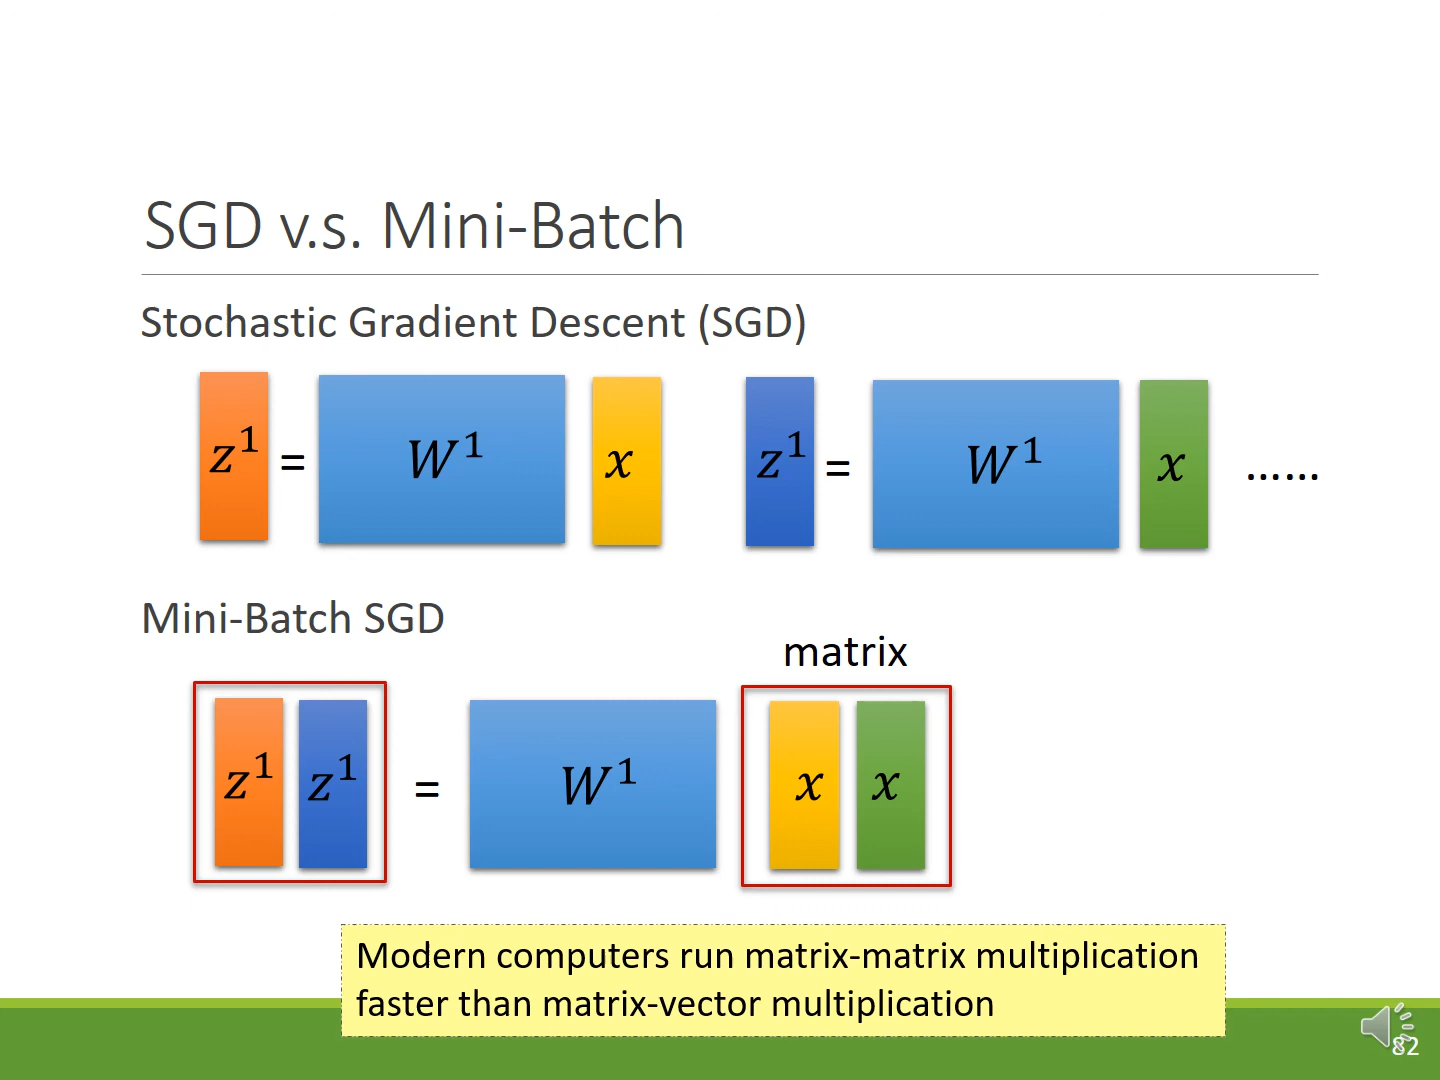 SGD v.s. Mini-Batch
Stochastic Gradient Descent (SGD)
z¹ = W¹ x z¹ = W¹ x ……
Mini-Batch SGD
matrix
z¹ z¹ = W¹ x x
Modern computers run matrix-matrix multiplication
faster than matrix-vector multiplication
82